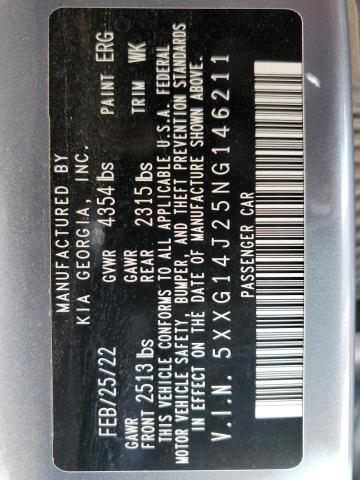 MANUFACTURED BY
KIA GEORGIA, INC.
FEB/25/22 GVWR 4354 lbs PAINT ERG
GAWR GAWR
FRONT 2513 lbs REAR 2315 lbs TRIM WK
THIS VEHICLE CONFORMS TO ALL APPLICABLE U.S.A. FEDERAL
MOTOR VEHICLE SAFETY, BUMPER, AND THEFT PREVENTION STANDARDS
IN EFFECT ON THE DATE OF MANUFACTURE SHOWN ABOVE.
V.I.N. 5XXG14J25NG146211
PASSENGER CAR